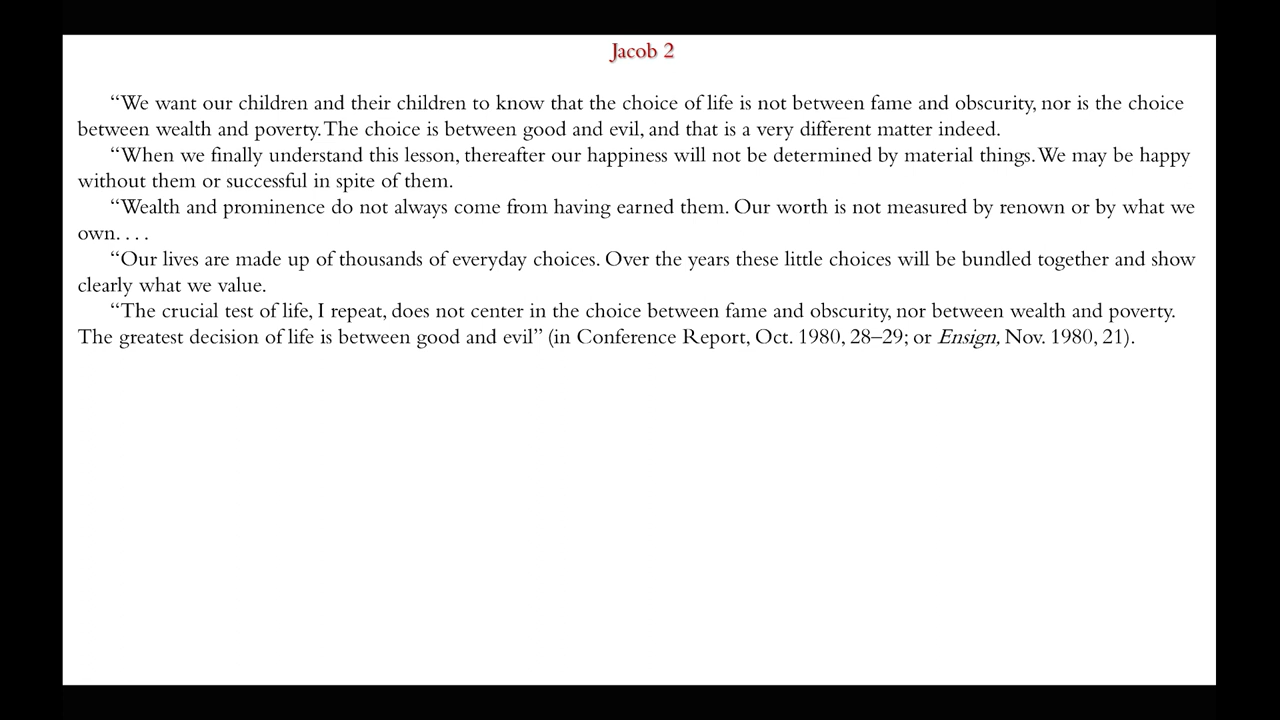 Jacob 2
“We want our children and their children to know that the choice of life is not between fame and obscurity, nor is the choice
between wealth and poverty. The choice is between good and evil, and that is a very different matter indeed.
“When we finally understand this lesson, thereafter our happiness will not be determined by material things. We may be happy
without them or successful in spite of them.
“Wealth and prominence do not always come from having earned them. Our worth is not measured by renown or by what we
own. . . .
“Our lives are made up of thousands of everyday choices. Over the years these little choices will be bundled together and show
clearly what we value.
“The crucial test of life, I repeat, does not center in the choice between fame and obscurity, nor between wealth and poverty.
The greatest decision of life is between good and evil” (in Conference Report, Oct. 1980, 28–29; or Ensign, Nov. 1980, 21).